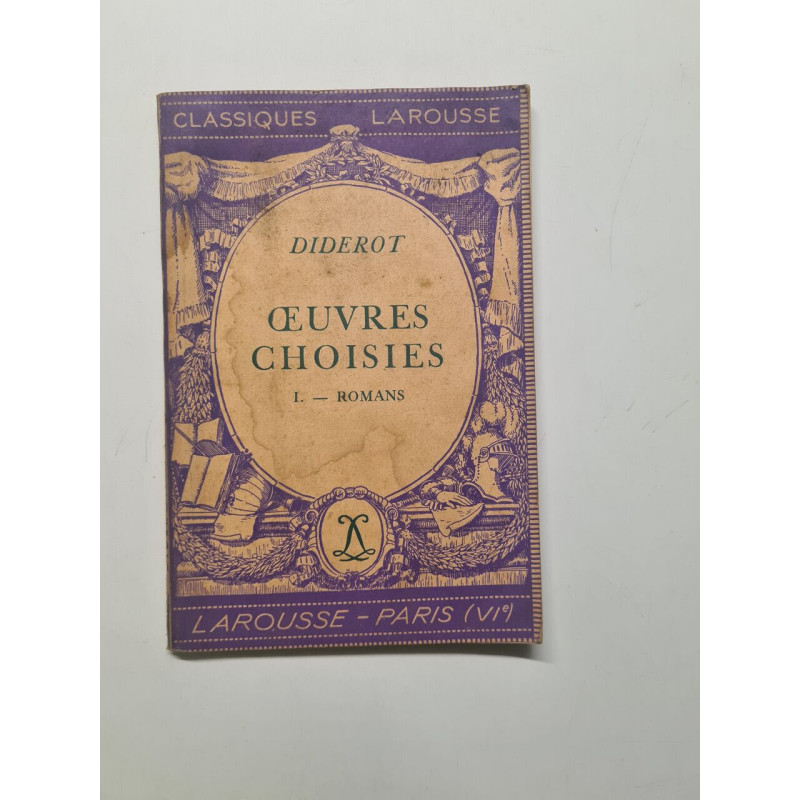 CLASSIQUES LAROUSSE
DIDEROT
ŒUVRES
CHOISIES
I. — ROMANS
LAROUSSE – PARIS (VIe)